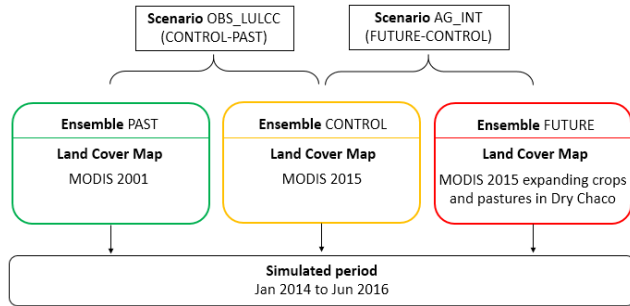 Scenario OBS_LULCC
(CONTROL-PAST)
Scenario AG_INT
(FUTURE-CONTROL)
Ensemble PAST
Land Cover Map
MODIS 2001
Ensemble CONTROL
Land Cover Map
MODIS 2015
Ensemble FUTURE
Land Cover Map
MODIS 2015 expanding crops
and pastures in Dry Chaco
Simulated period
Jan 2014 to Jun 2016